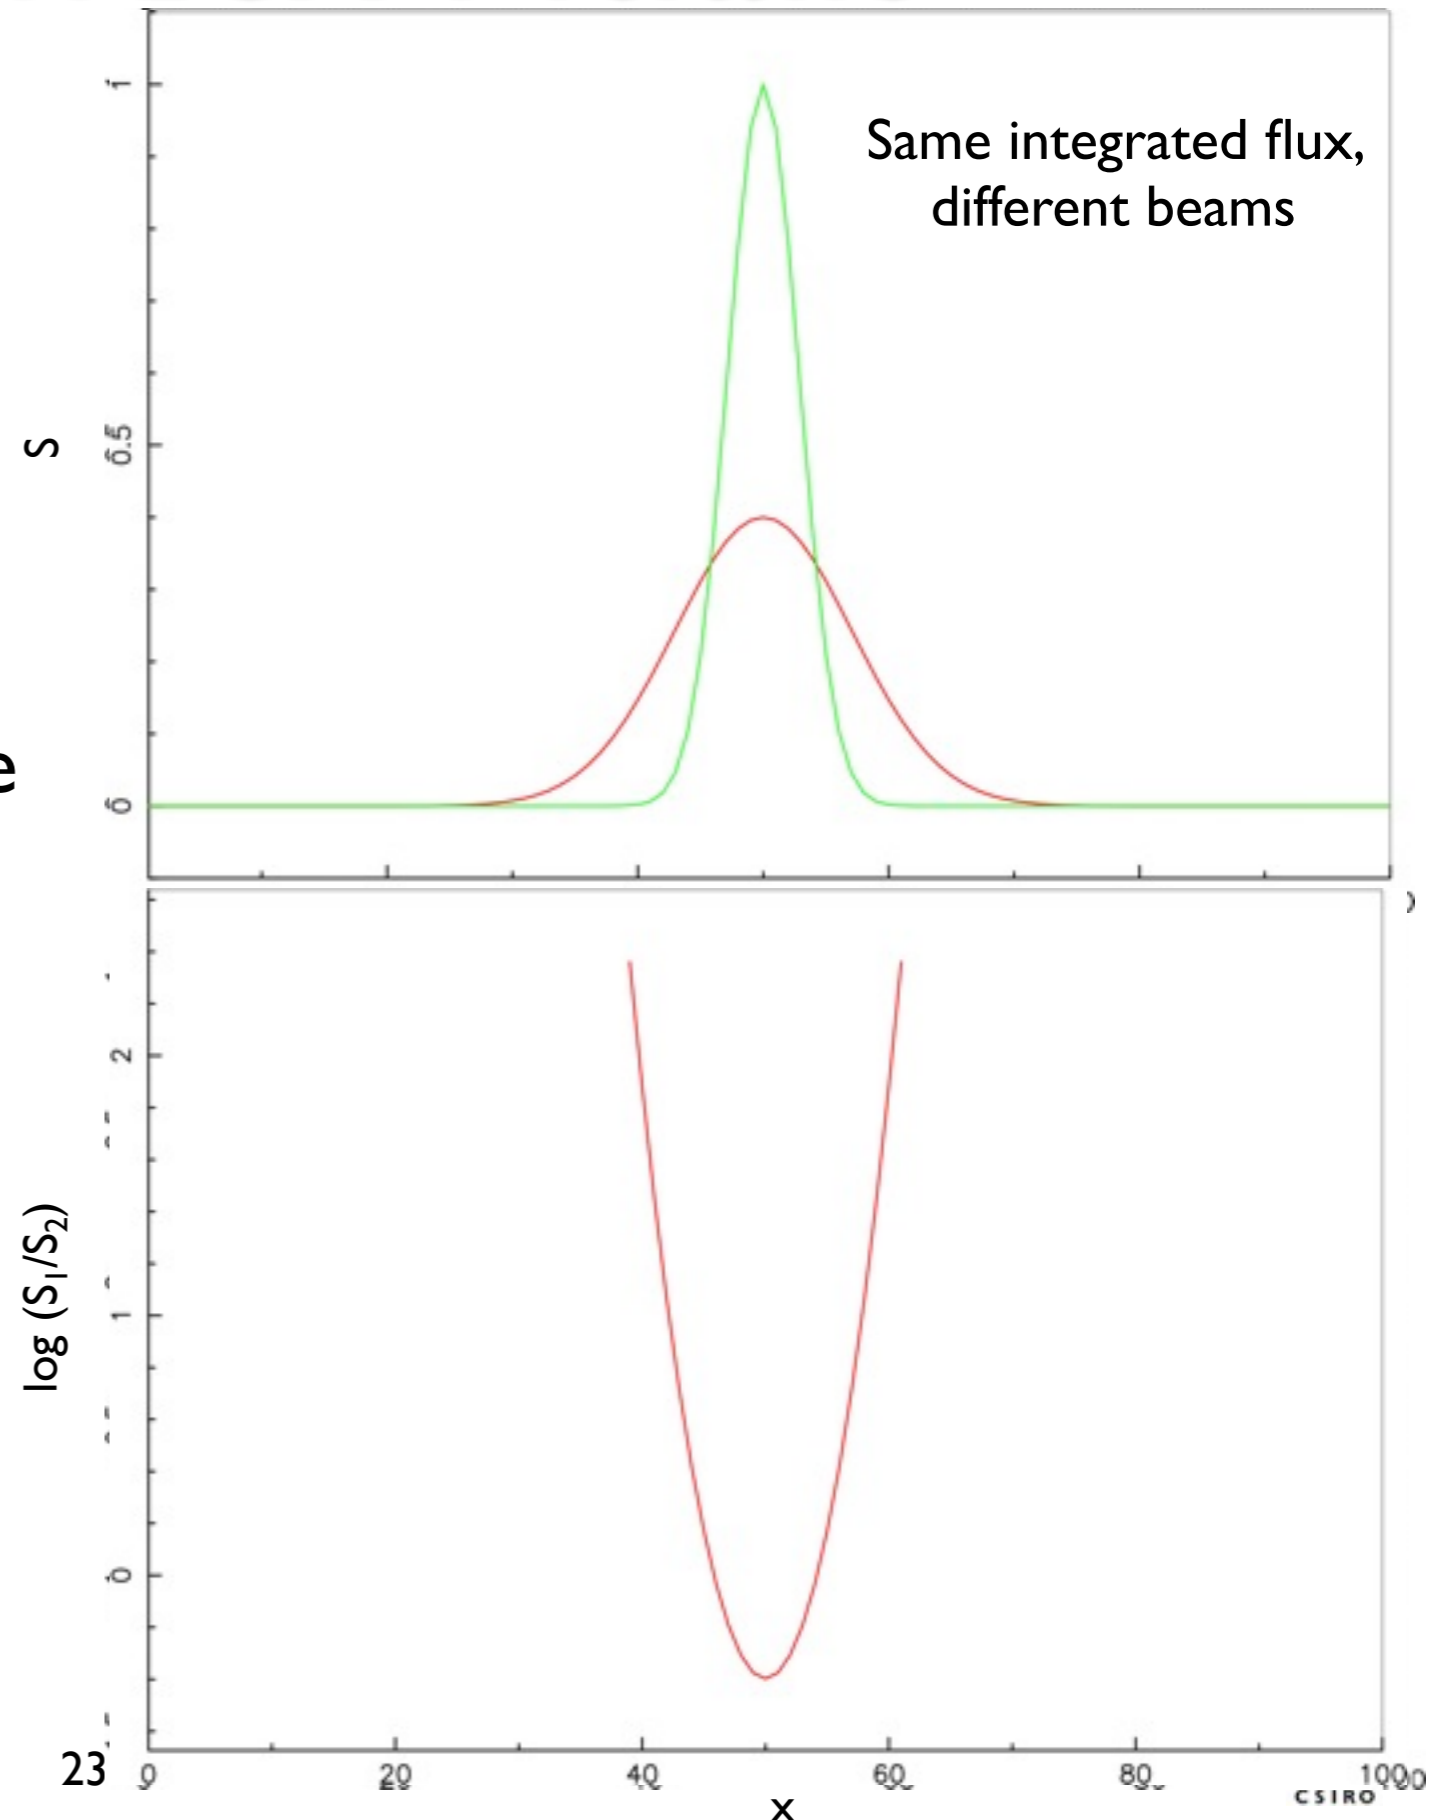 Same integrated flux,
different beams
1
0.5
S
0
e
2
1
log (S₁/S₂)
0
23
0 20 40 60 80 100
CSIRO
x